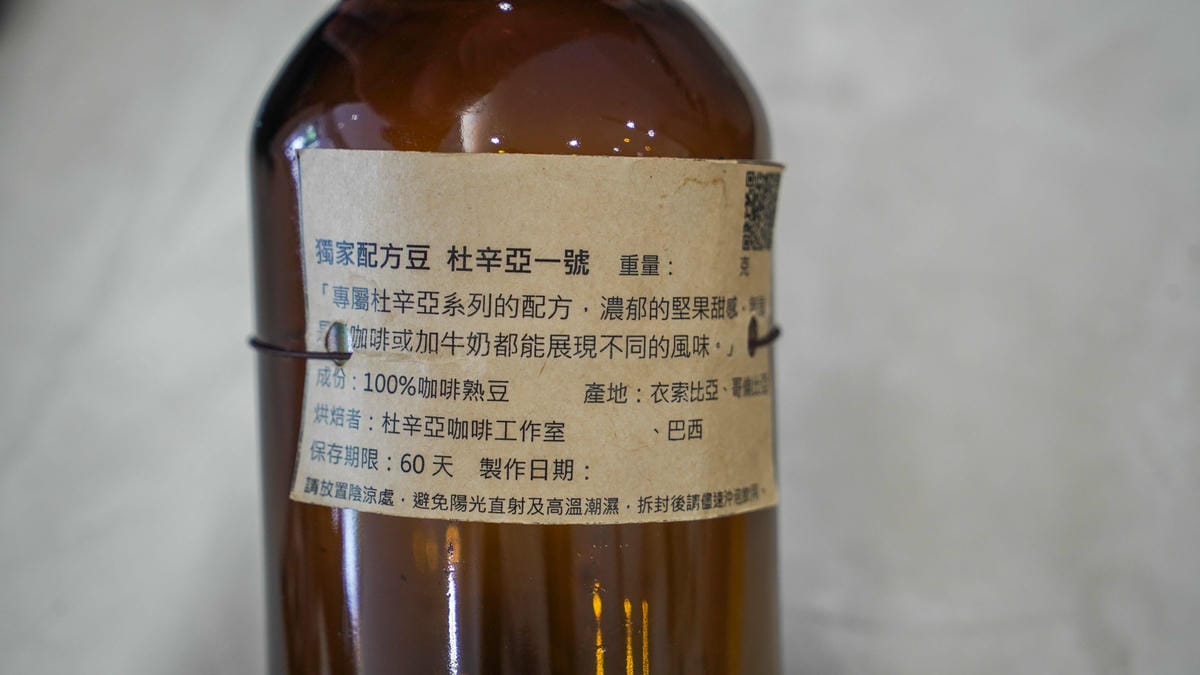 獨家配方豆 杜辛亞一號 重量： 克
「專屬杜辛亞系列的配方，濃郁的堅果甜感、
咖啡或加牛奶都能展現不同的風味。」
成份：100%咖啡熟豆 產地：衣索比亞、哥倫比亞
烘焙者：杜辛亞咖啡工作室 、巴西
保存期限：60 天 製作日期：
請放置陰涼處，避免陽光直射及高溫潮濕，拆封後請儘速沖泡飲用。